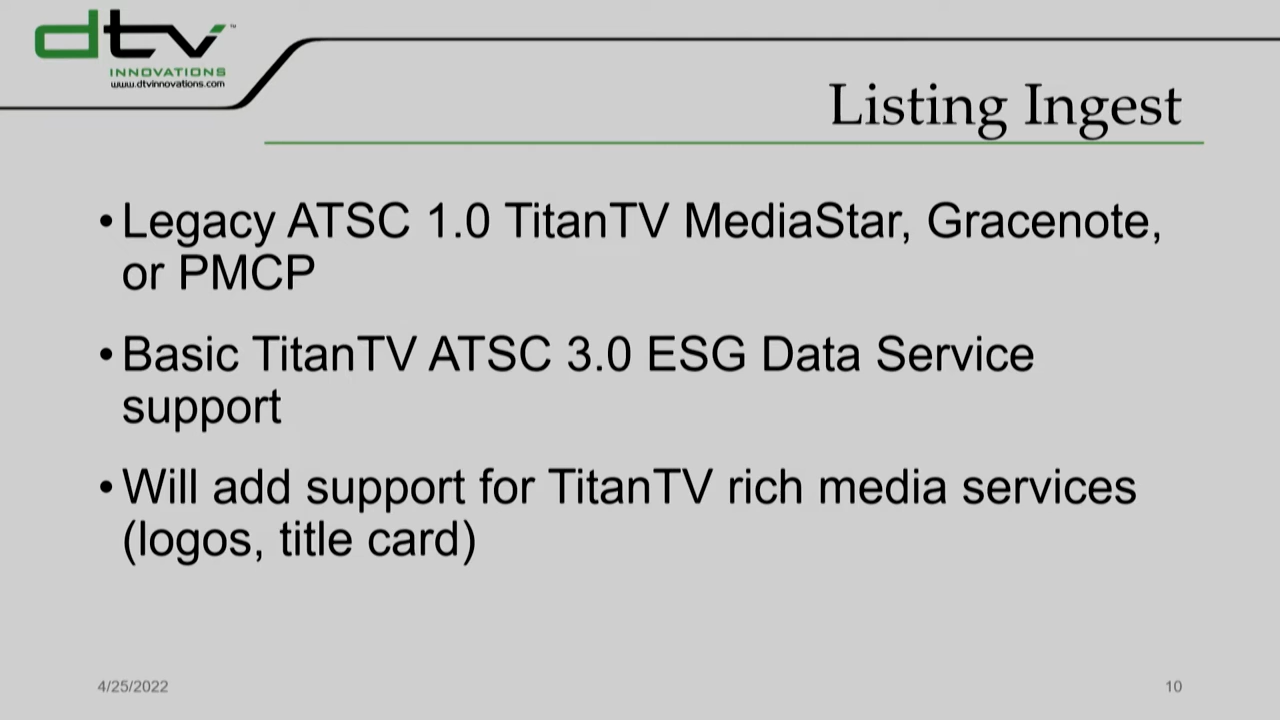 dtv™
INNOVATIONS
www.dtvinnovations.com
Listing Ingest
•Legacy ATSC 1.0 TitanTV MediaStar, Gracenote,
or PMCP
•Basic TitanTV ATSC 3.0 ESG Data Service
support
•Will add support for TitanTV rich media services
(logos, title card)
4/25/2022
10